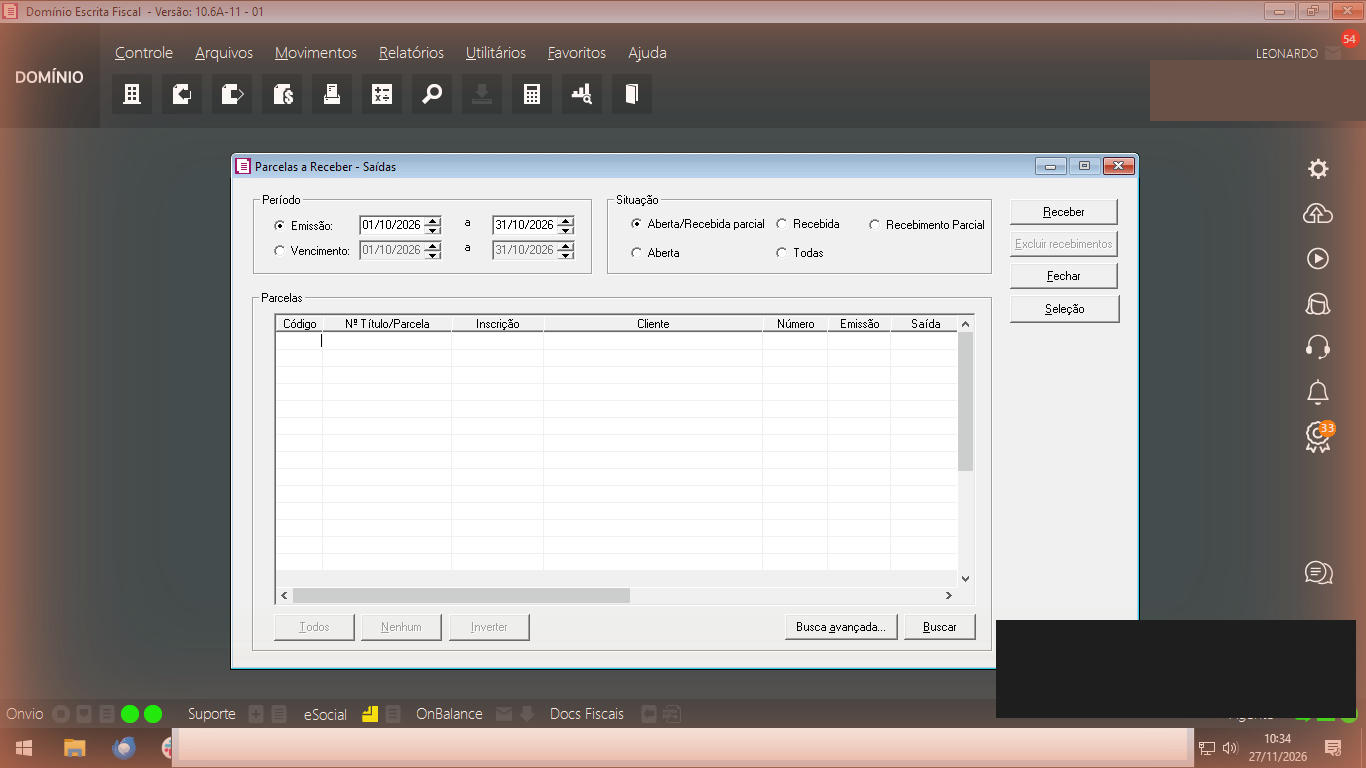 Domínio Escrita Fiscal - Versão: 10.6A-11 - 01
DOMÍNIO
Controle Arquivos Movimentos Relatórios Utilitários Favoritos Ajuda
LEONARDO 54
Parcelas a Receber - Saídas
Período
Emissão: 01/10/2026 a 31/10/2026
Vencimento: 01/10/2026 a 31/10/2026
Situação
Aberta/Recebida parcial Recebida Recebimento Parcial
Aberta Todas
Receber
Excluir recebimentos
Fechar
Seleção
Parcelas
Código Nº Título/Parcela Inscrição Cliente Número Emissão Saída
Todos Nenhum Inverter Busca avançada... Buscar
33
Onvio Suporte eSocial OnBalance Docs Fiscais
10:34
27/11/2026